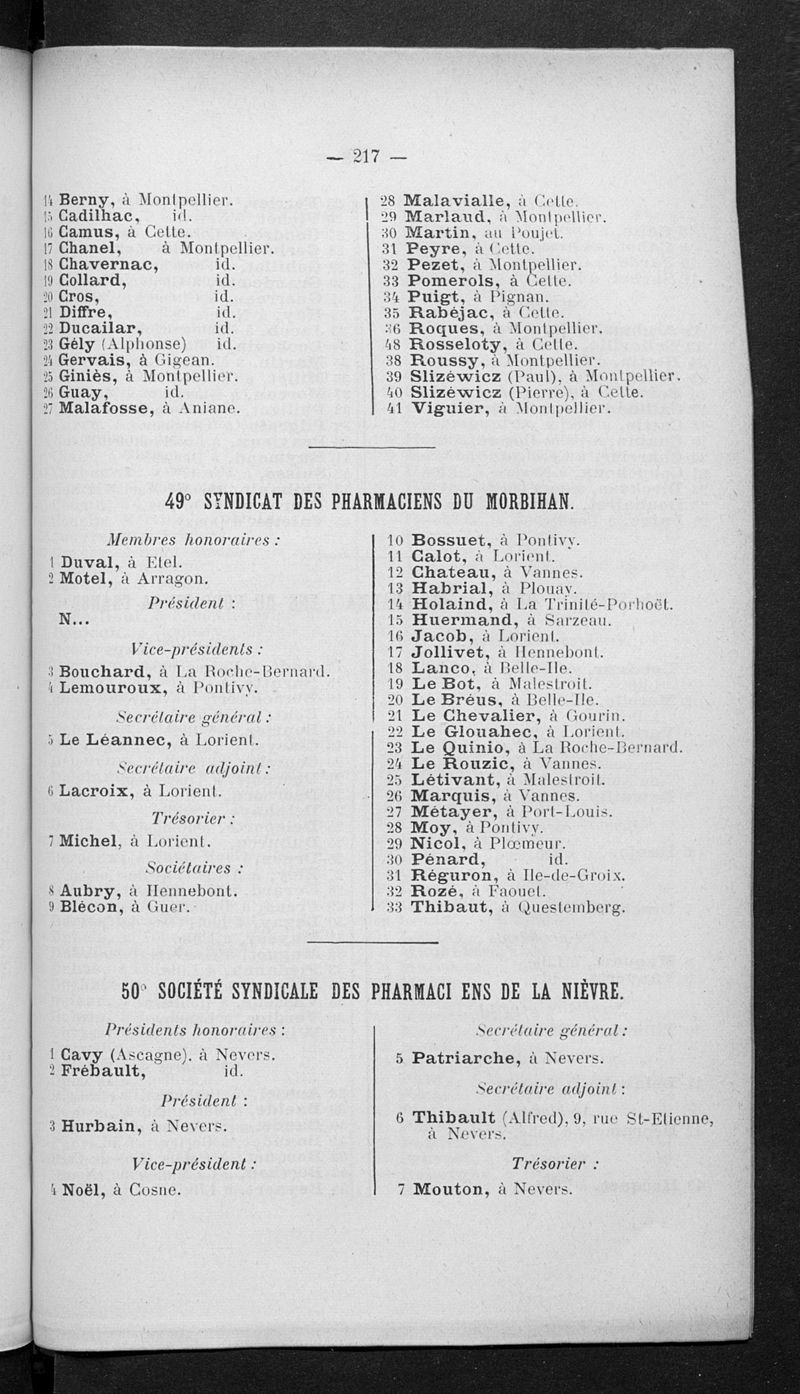 — 217 —
14 Berny, à Montpellier.
15 Cadilhac, id.
16 Camus, à Cette.
17 Chanel, à Montpellier.
18 Chavernac, id.
19 Collard, id.
20 Cros, id.
21 Diffre, id.
22 Ducailar, id.
23 Gély (Alphonse) id.
24 Gervais, à Gigean.
25 Giniès, à Montpellier.
26 Guay, id.
27 Malafosse, à Aniane.
28 Malavialle, à Cette.
29 Marlaud, à Montpellier.
30 Martin, au Poujet.
31 Peyre, à Cette.
32 Pezet, à Montpellier.
33 Pomerols, à Cette.
34 Puigt, à Pignan.
35 Rabéjac, à Cette.
36 Roques, à Montpellier.
48 Rosseloty, à Cette.
38 Roussy, à Montpellier.
39 Slizéwicz (Paul), à Montpellier.
40 Slizéwicz (Pierre), à Cette.
41 Viguier, à Montpellier.
49° SYNDICAT DES PHARMACIENS DU MORBIHAN.
Membres honoraires :
1 Duval, à Etel.
2 Motel, à Arragon.
Président :
N...
Vice-présidents :
3 Bouchard, à La Roche-Bernard.
4 Lemouroux, à Pontivy.
Secrétaire général :
5 Le Léannec, à Lorient.
Secrétaire adjoint :
6 Lacroix, à Lorient.
Trésorier :
7 Michel, à Lorient.
Sociétaires :
8 Aubry, à Hennebont.
9 Blécon, à Guer.
10 Bossuet, à Pontivy.
11 Calot, à Lorient.
12 Chateau, à Vannes.
13 Habrial, à Plouay.
14 Holaind, à La Trinité-Porhoët.
15 Huermand, à Sarzeau.
16 Jacob, à Lorient.
17 Jollivet, à Hennebont.
18 Lanco, à Belle-Ile.
19 Le Bot, à Malestroit.
20 Le Bréus, à Belle-Ile.
21 Le Chevalier, à Gourin.
22 Le Glouahec, à Lorient.
23 Le Quinio, à La Roche-Bernard.
24 Le Rouzic, à Vannes.
25 Létivant, à Malestroit.
26 Marquis, à Vannes.
27 Métayer, à Port-Louis.
28 Moy, à Pontivy.
29 Nicol, à Plœmeur.
30 Pénard, id.
31 Réguron, à Ile-de-Groix.
32 Rozé, à Faouet.
33 Thibaut, à Questemberg.
50° SOCIÉTÉ SYNDICALE DES PHARMACI ENS DE LA NIÈVRE.
Présidents honoraires :
1 Cavy (Ascagne). à Nevers.
2 Frébault, id.
Président :
3 Hurbain, à Nevers.
Vice-président :
4 Noël, à Cosne.
Secrétaire général :
5 Patriarche, à Nevers.
Secrétaire adjoint :
6 Thibault (Alfred), 9, rue St-Etienne,
à Nevers.
Trésorier :
7 Mouton, à Nevers.